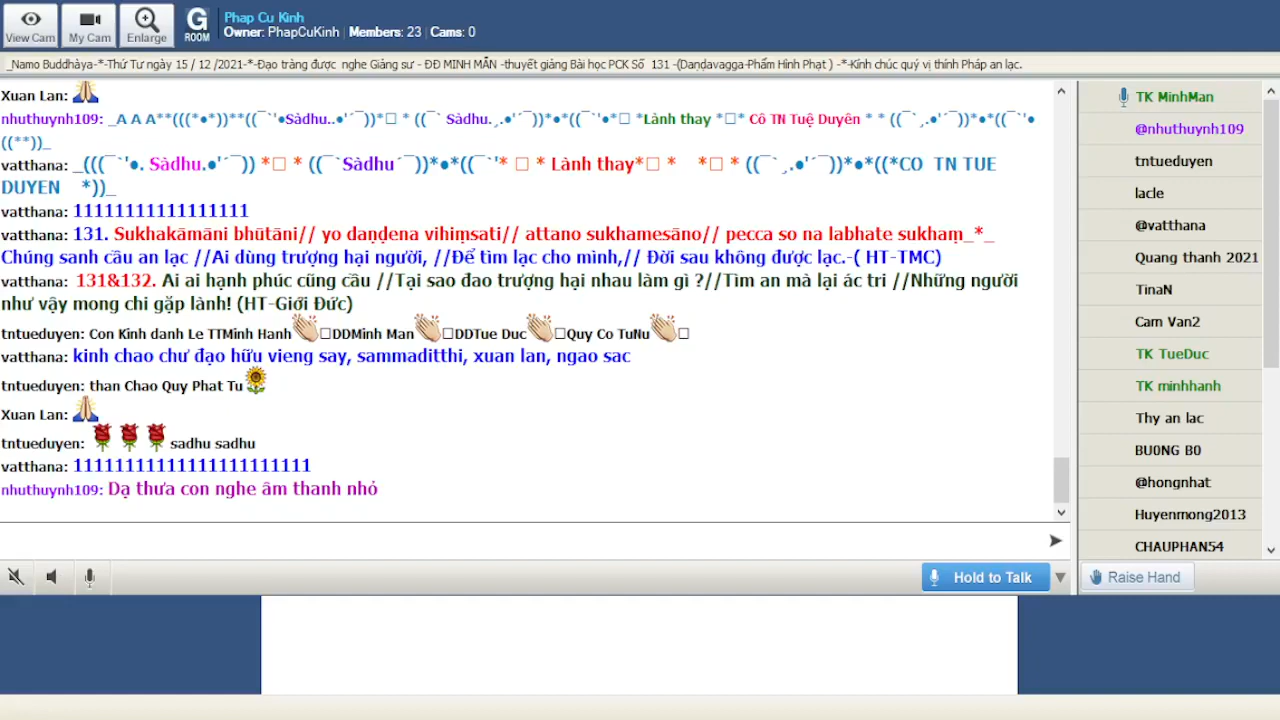 View Cam
My Cam
Enlarge
G
ROOM
Phap Cu Kinh
Owner: PhapCuKinh | Members: 23 | Cams: 0
_Namo Buddhàya-*-Thứ Tư ngày 15 / 12 /2021-*-Đạo tràng được nghe Giảng sư - ĐĐ MINH MẪN -thuyết giảng Bài học PCK Số 131 -(Daṇḍavagga-Phẩm Hình Phạt ) -*-Kính chúc quý vị thính Pháp an lạc.
Xuan Lan:
nhuthuynh109: _A A A**(((*●*))**((¯`'●Sàdhu..●'´¯))*□ * ((¯` Sàdhu.¸.●'´¯))*●*((¯`'●*□ *Lành thay *□* Cô TN Tuệ Duyên * * ((¯`¸.●'´¯))*●*((¯`'●
((**))_
vatthana: _(((¯`'●. Sàdhu.●'´¯)) *□ * ((¯`Sàdhu´¯))*●*((¯`'* □ * Lành thay*□ * *□ * ((¯`¸.●'´¯))*●*((*CO TN TUE
DUYEN *))_
vatthana: 11111111111111111
vatthana: 131. Sukhakāmāni bhūtāni// yo daṇḍena vihiṃsati// attano sukhamesāno// pecca so na labhate sukhaṃ_*_
Chúng sanh cầu an lạc //Ai dùng trượng hại người, //Để tìm lạc cho mình,// Đời sau không được lạc.-( HT-TMC)
vatthana: 131&132. Ai ai hạnh phúc cũng cầu //Tại sao đao trượng hại nhau làm gì ?//Tìm an mà lại ác tri //Những người
như vậy mong chi gặp lành! (HT-Giới Đức)
tntueduyen: Con Kinh danh Le TTMinh Hanh□DDMinh Man□DDTue Duc□Quy Co TuNu□
vatthana: kinh chao chư đạo hữu vieng say, sammaditthi, xuan lan, ngao sac
tntueduyen: than Chao Quy Phat Tu
Xuan Lan:
tntueduyen: sadhu sadhu
vatthana: 11111111111111111111111
nhuthuynh109: Dạ thưa con nghe âm thanh nhỏ
Hold to Talk
TK MinhMan
@nhuthuynh109
tntueduyen
lacle
@vatthana
Quang thanh 2021
TinaN
Cam Van2
TK TueDuc
TK minhhanh
Thy an lac
BU0NG B0
@hongnhat
Huyenmong2013
CHAUPHAN54
Raise Hand